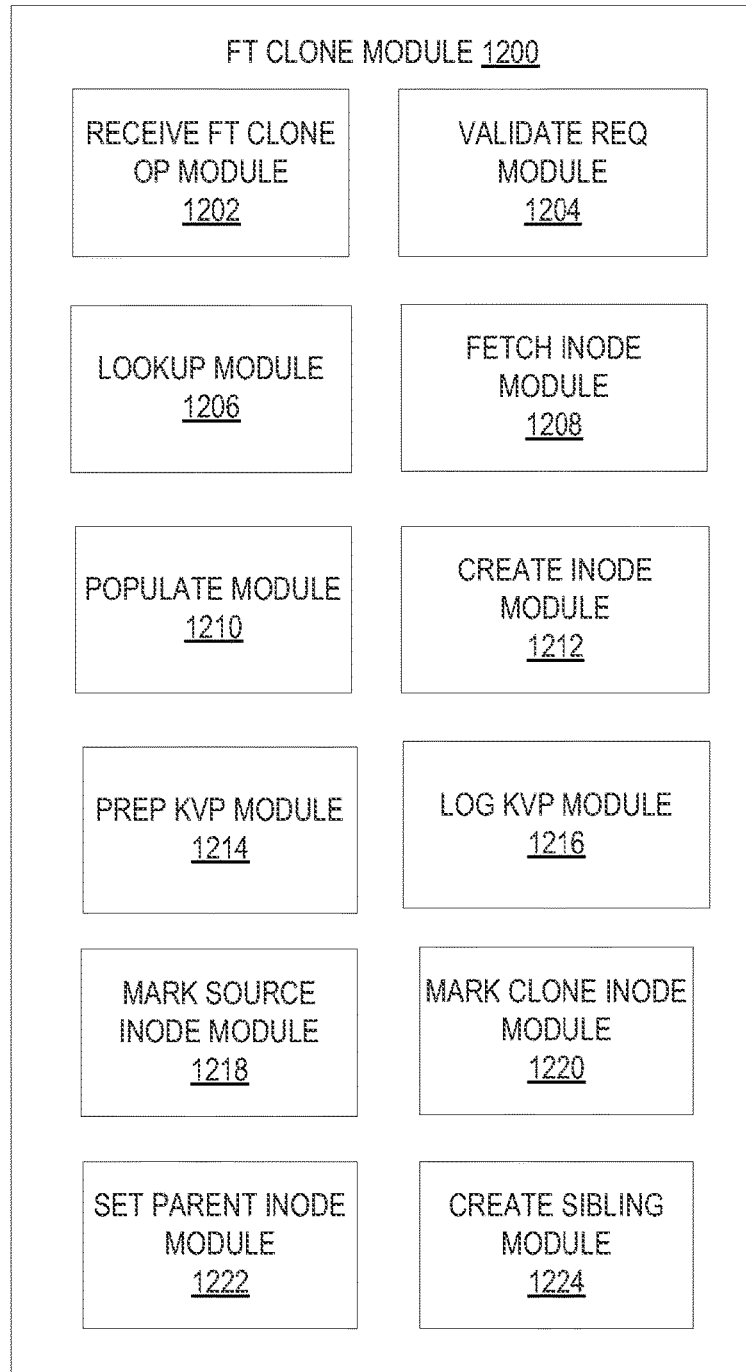 FT CLONE MODULE 1200
RECEIVE FT CLONE
OP MODULE
1202
VALIDATE REQ
MODULE
1204
LOOKUP MODULE
1206
FETCH INODE
MODULE
1208
POPULATE MODULE
1210
CREATE INODE
MODULE
1212
PREP KVP MODULE
1214
LOG KVP MODULE
1216
MARK SOURCE
INODE MODULE
1218
MARK CLONE INODE
MODULE
1220
SET PARENT INODE
MODULE
1222
CREATE SIBLING
MODULE
1224